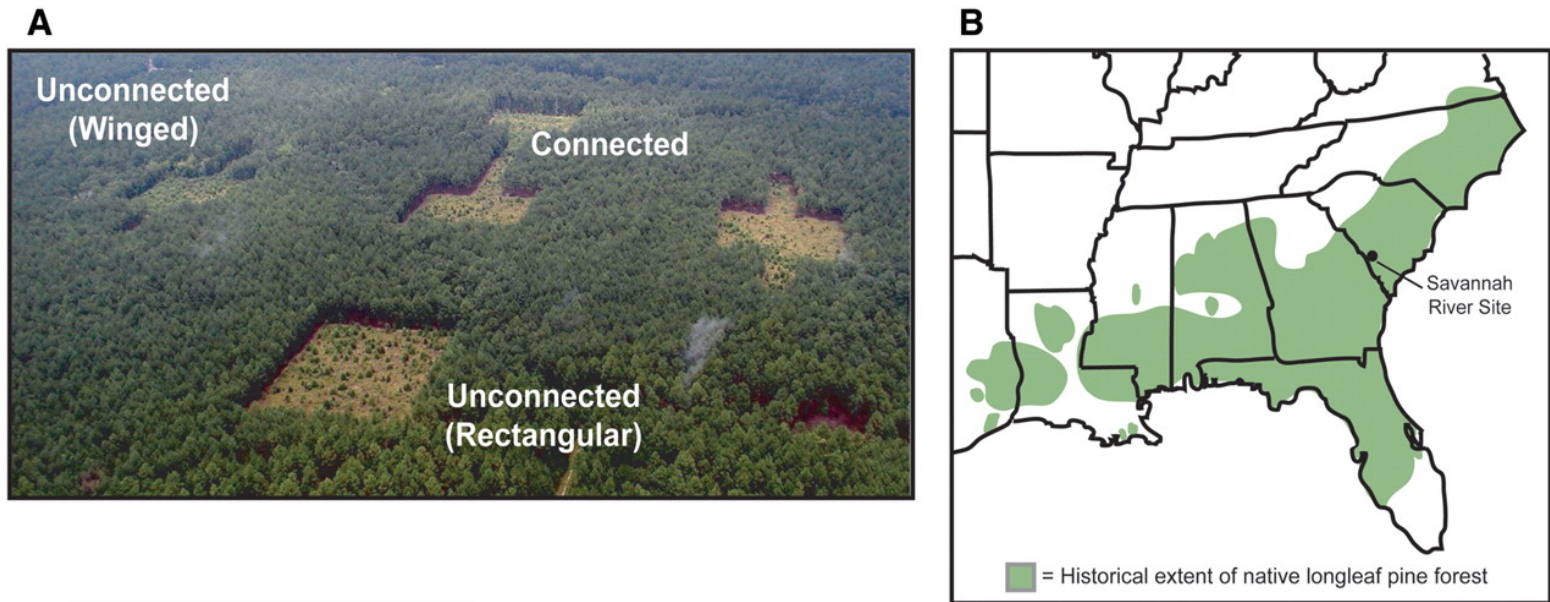 A
Unconnected
(Winged)
Connected
Unconnected
(Rectangular)
B
Savannah
River Site
= Historical extent of native longleaf pine forest